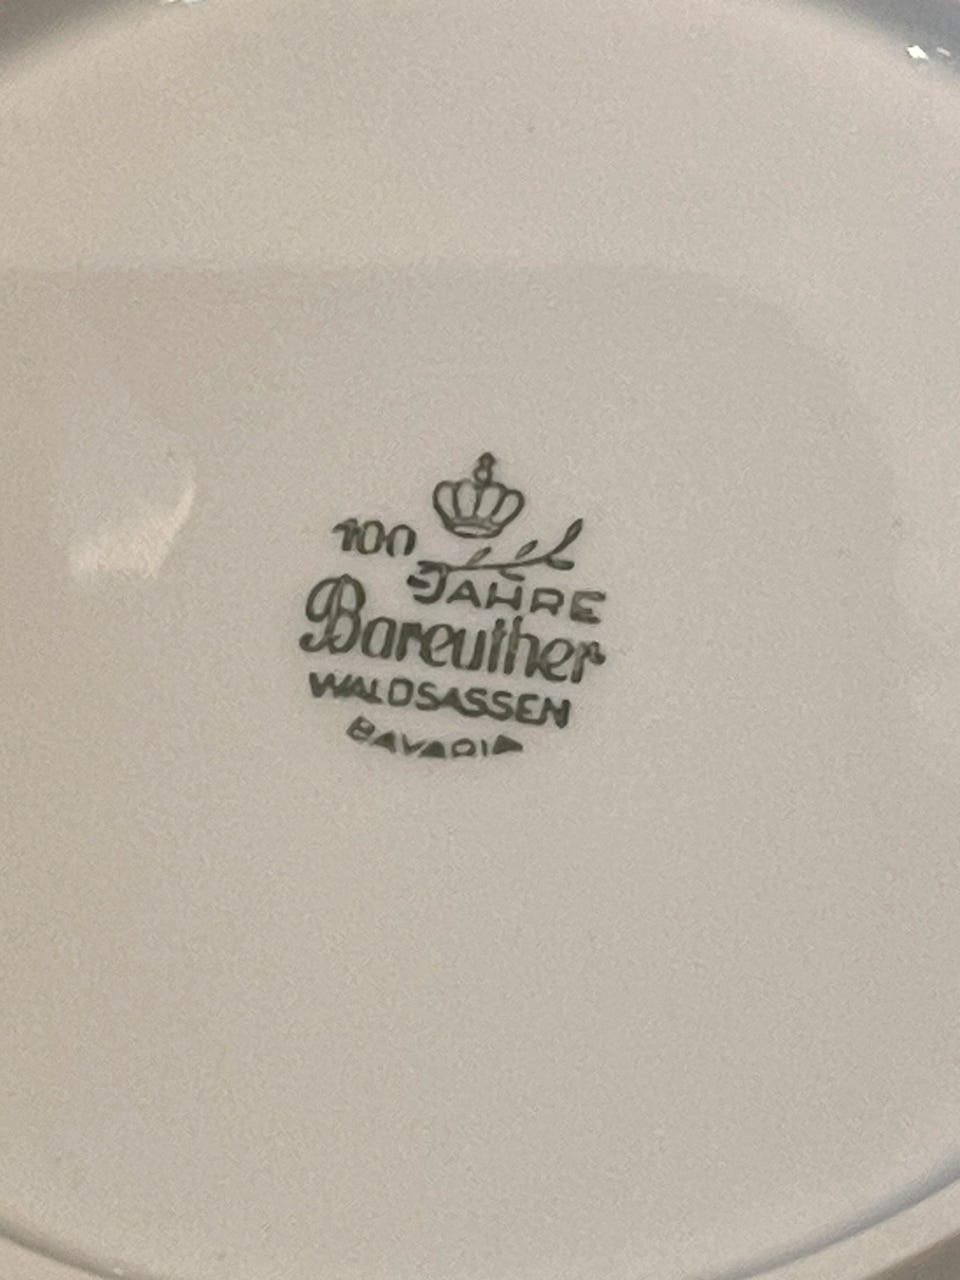 100
JAHRE
Bareuther
WALDSASSEN
BAVARIA